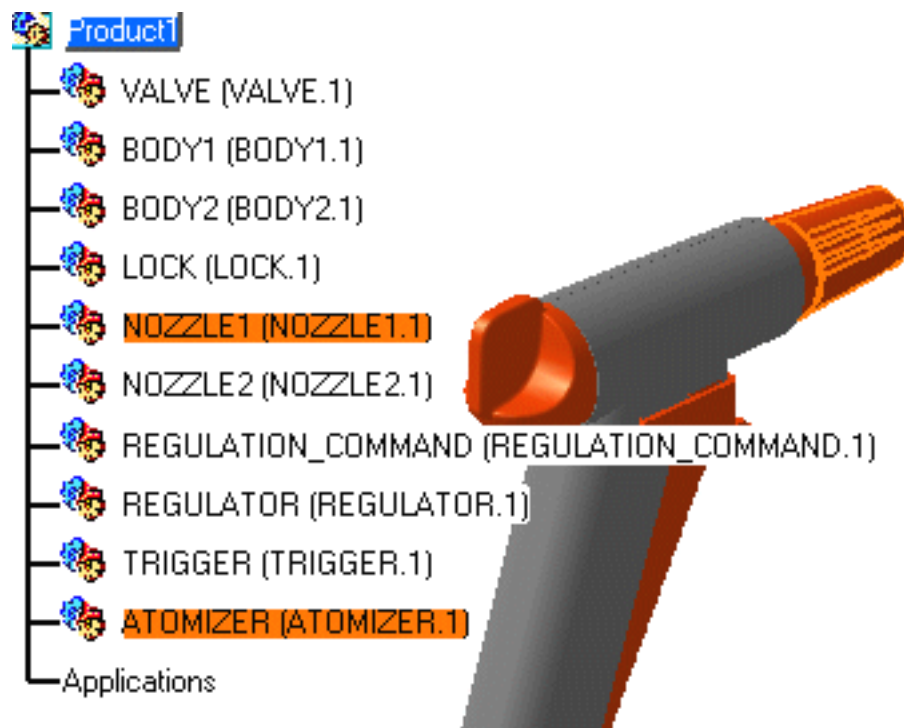 Product1
VALVE (VALVE.1)
BODY1 (BODY1.1)
BODY2 (BODY2.1)
LOCK (LOCK.1)
NOZZLE1 (NOZZLE1.1)
NOZZLE2 (NOZZLE2.1)
REGULATION_COMMAND (REGULATION_COMMAND.1)
REGULATOR (REGULATOR.1)
TRIGGER (TRIGGER.1)
ATOMIZER (ATOMIZER.1)
Applications